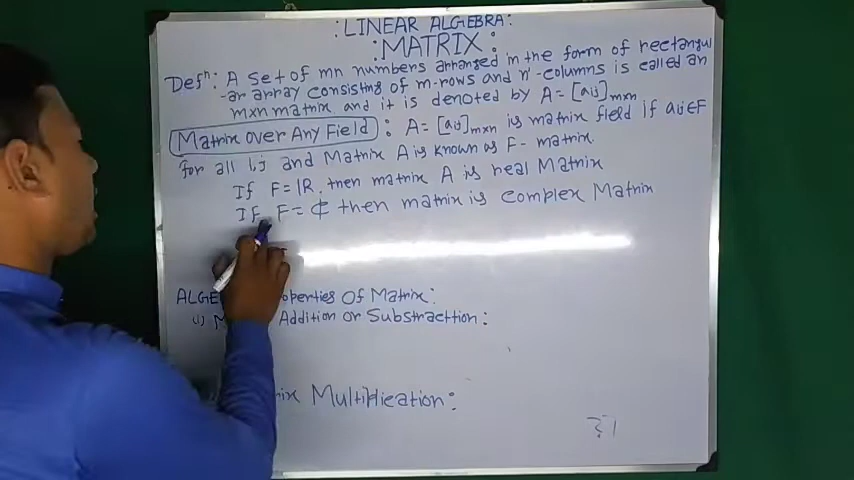 : LINEAR ALGEBRA:
: MATRIX :
Defⁿ: A set of mn numbers arranged in the form of rectangul
-ar array consisting of m-rows and n'-columns is called an
mxn matrix and it is denoted by A = [aij]mxn
Matrix over Any Field : A = [aij]mxn is matrix field if aij∈F
for all i,j and Matrix A is known as F- matrix.
If F = IR, then matrix A is real Matrix
If F = ₵ then matrix is complex Matrix
ALGE operties Of Matrix:
(i) M Addition or Substracttion:
ix Multiplication: